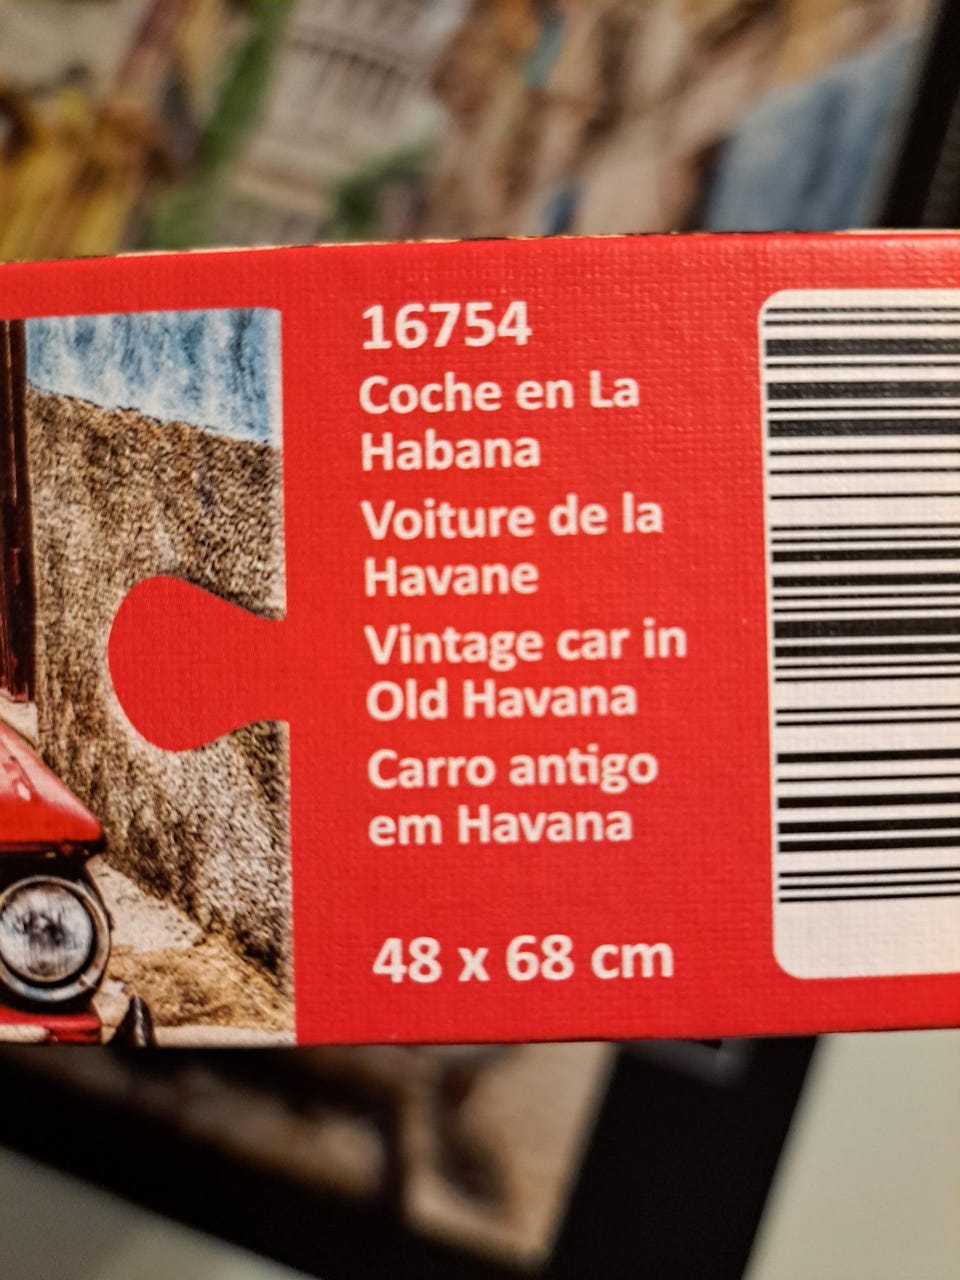 16754
Coche en La
Habana
Voiture de la
Havane
Vintage car in
Old Havana
Carro antigo
em Havana
48 x 68 cm